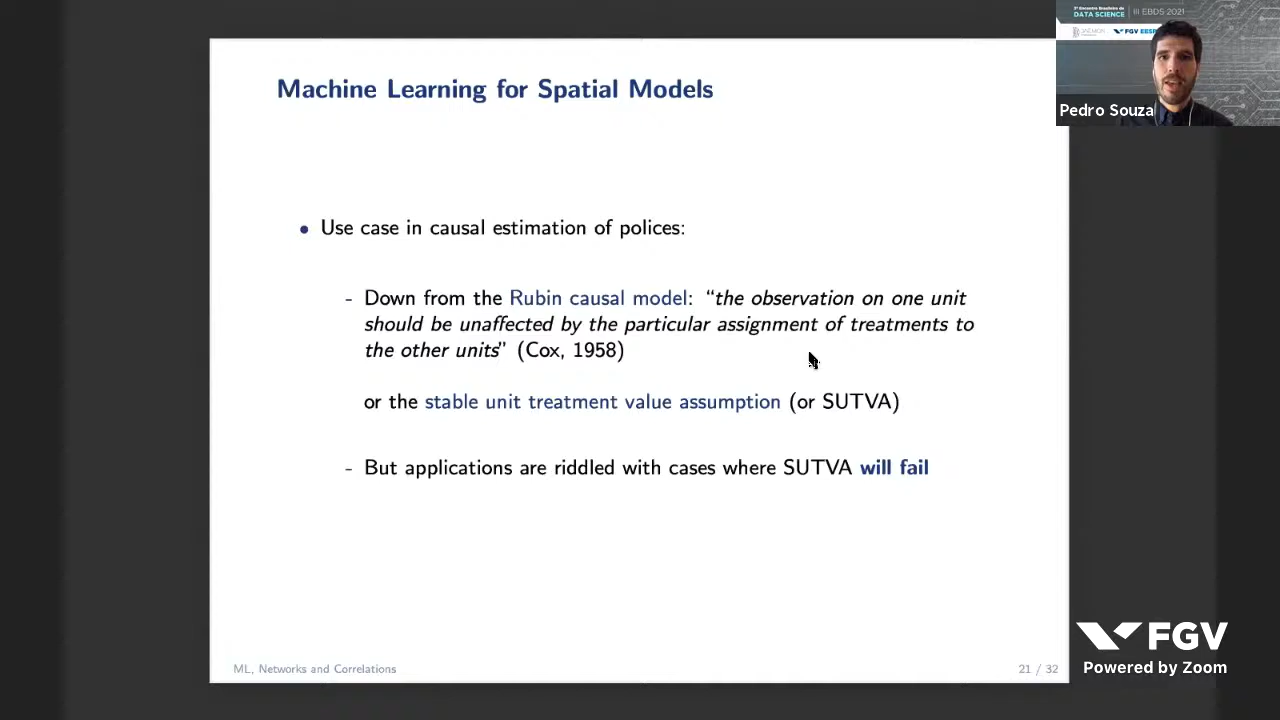 3º Encontro Brasileiro de
DATA SCIENCE | III EBDS 2021
FGV EESP
Pedro Souza
Machine Learning for Spatial Models
• Use case in causal estimation of polices:
- Down from the Rubin causal model: “the observation on one unit
should be unaffected by the particular assignment of treatments to
the other units” (Cox, 1958)
or the stable unit treatment value assumption (or SUTVA)
- But applications are riddled with cases where SUTVA will fail
ML, Networks and Correlations
21 / 32
FGV
Powered by Zoom